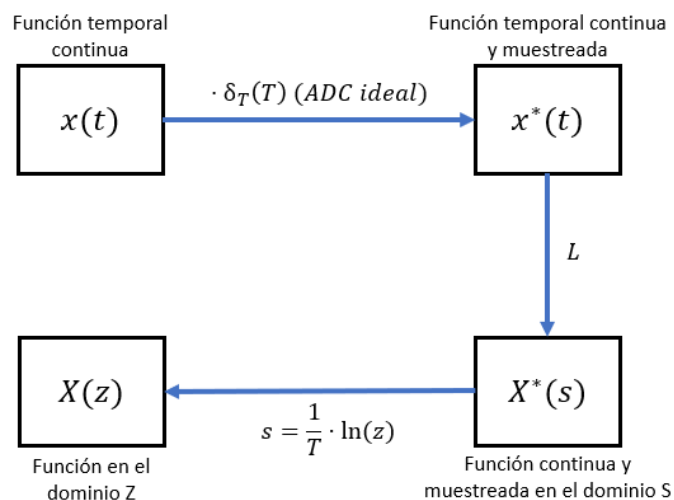 Función temporal
continua
Función temporal continua
y muestreada
x(t)
· δ_T(T) (ADC ideal)
x*(t)
L
X(z)
s = 1/T · ln(z)
X*(s)
Función en el
dominio Z
Función continua y
muestreada en el dominio S